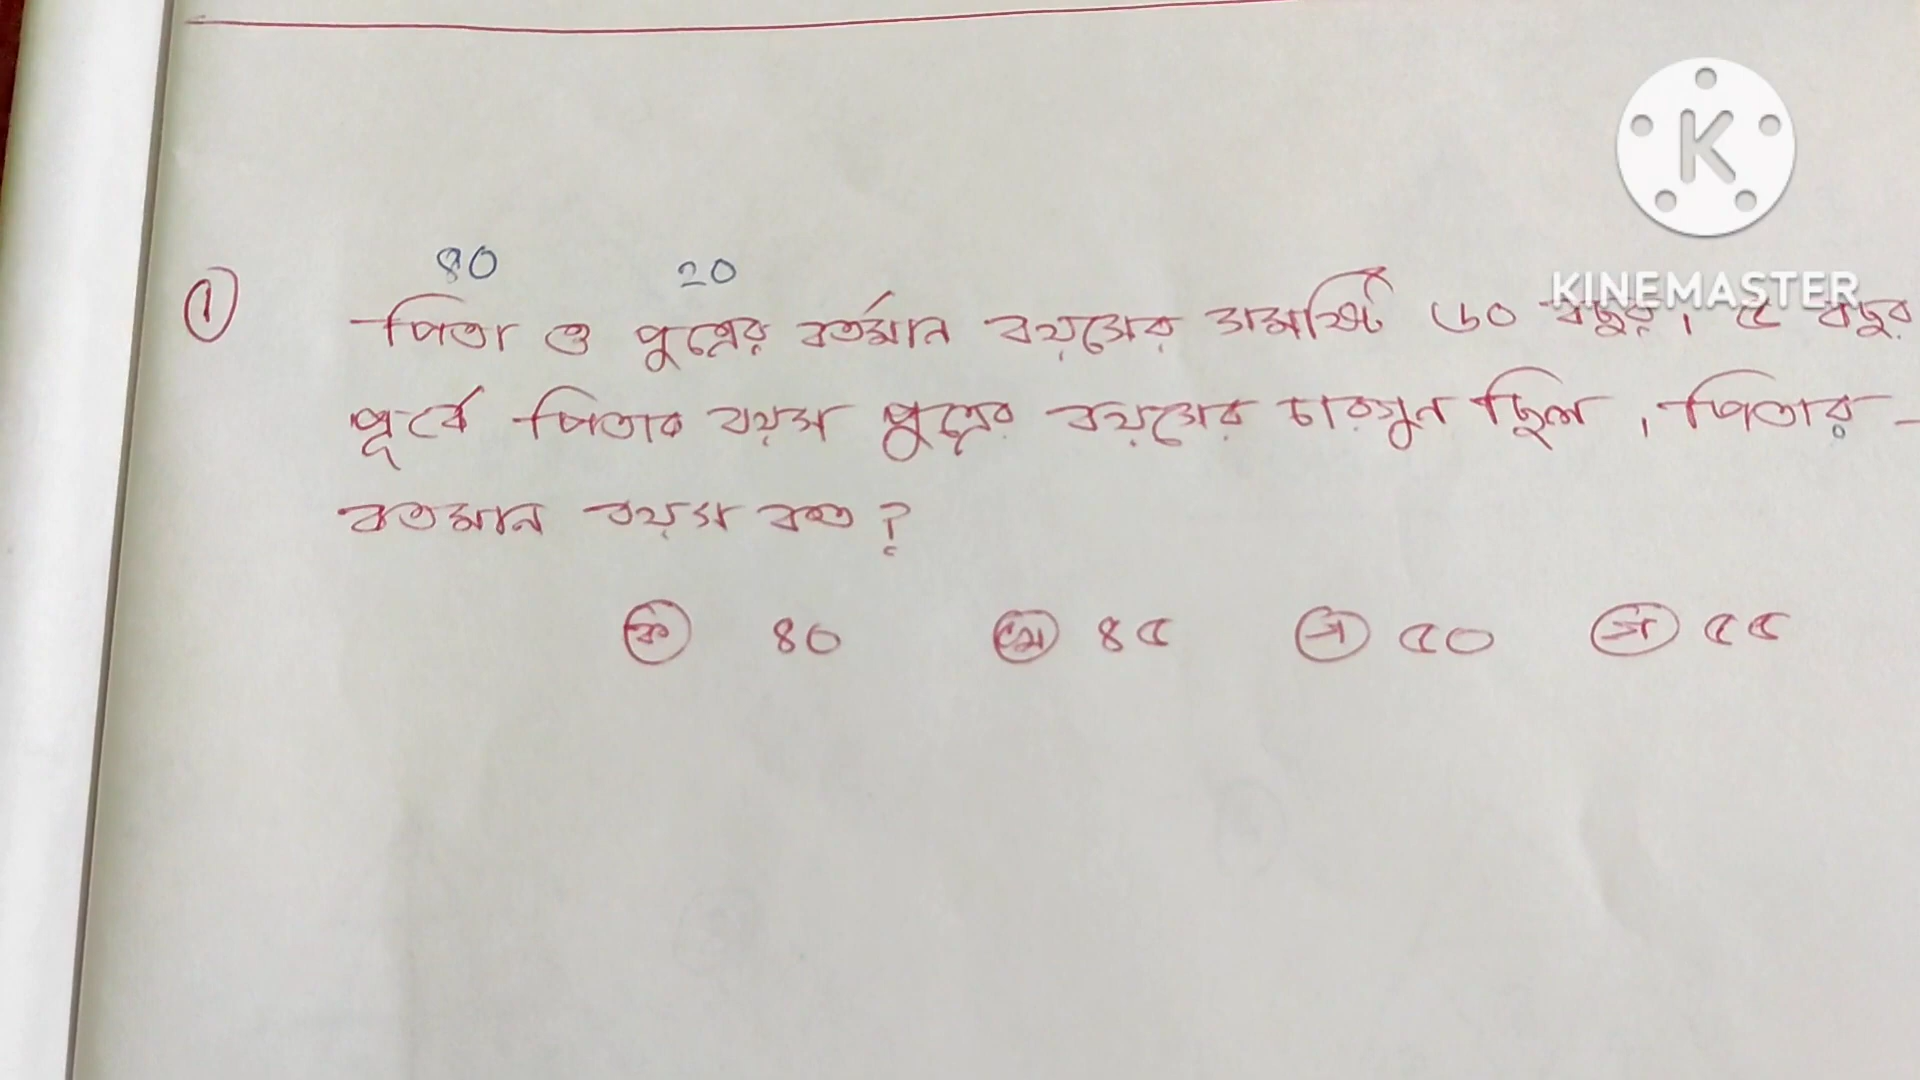 ৪০ ২০
① পিতা ও পুত্রের বর্তমান বয়সের সমষ্টি ৬০ বছর। ৫ বছর
পূর্বে পিতার বয়স পুত্রের বয়সের চারগুন ছিল, পিতার -
বর্তমান বয়স কত?
ক ৪০ খ ৪৫ গ ৫০ ঘ ৫৫
K
KINEMASTER